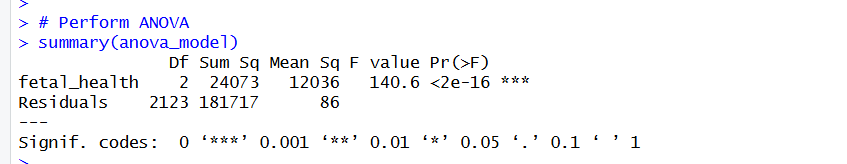 >
> # Perform ANOVA
> summary(anova_model)
               Df Sum Sq Mean Sq F value Pr(>F)
fetal_health    2  24073   12036   140.6 <2e-16 ***
Residuals    2123 181717      86
---
Signif. codes:  0 ‘***’ 0.001 ‘**’ 0.01 ‘*’ 0.05 ‘.’ 0.1 ‘ ’ 1
>